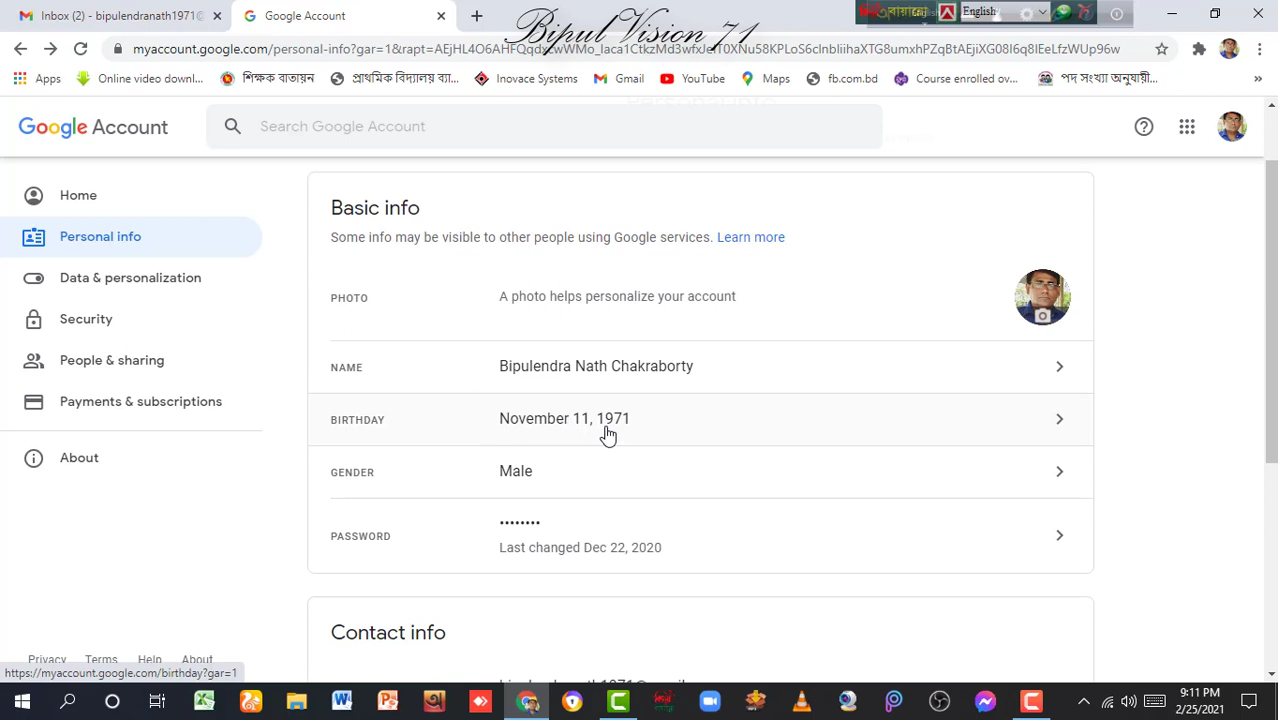 Inbox (2) - bipulendranath1971@
Google Account
Bipul Vision 71
English
myaccount.google.com/personal-info?gar=1&rapt=
Apps
Online video downl...
শিক্ষক বাতায়ন
প্রাথমিক বিদ্যালয় ব্যা...
Inovace Systems
Gmail
YouTube
Maps
fb.com.bd
Course enrolled ov...
পদ সংখ্যা অনুযায়ী...
Google Account
Search Google Account
Home
Personal info
Data & personalization
Security
People & sharing
Payments & subscriptions
About
Basic info
Some info may be visible to other people using Google services. Learn more
PHOTO
A photo helps personalize your account
NAME
Bipulendra Nath Chakraborty
BIRTHDAY
November 11, 1971
GENDER
Male
PASSWORD
••••••••
Last changed Dec 22, 2020
Contact info
Privacy Terms Help About
https://myaccount.google.com/birthday?gar=1
9:11 PM
2/25/2021